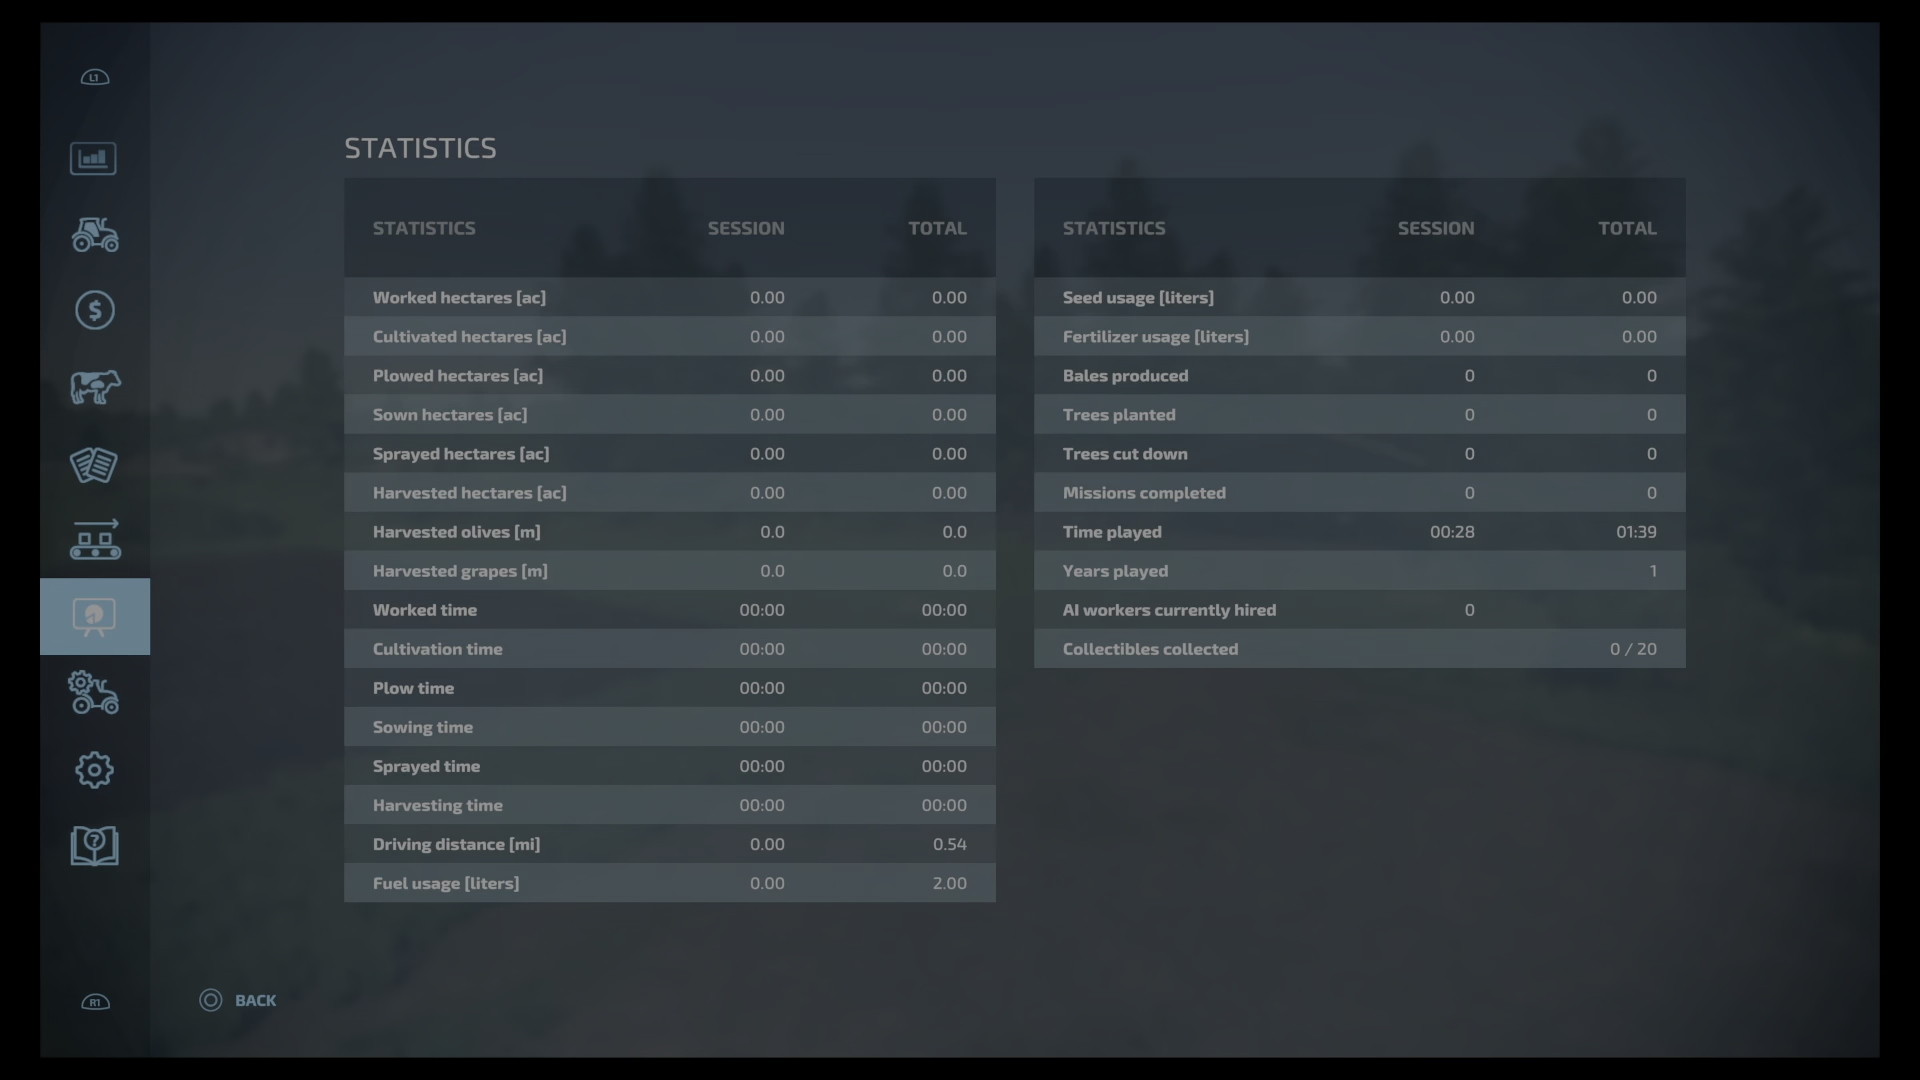 L1
STATISTICS
STATISTICS SESSION TOTAL
Worked hectares [ac] 0.00 0.00
Cultivated hectares [ac] 0.00 0.00
Plowed hectares [ac] 0.00 0.00
Sown hectares [ac] 0.00 0.00
Sprayed hectares [ac] 0.00 0.00
Harvested hectares [ac] 0.00 0.00
Harvested olives [m] 0.0 0.0
Harvested grapes [m] 0.0 0.0
Worked time 00:00 00:00
Cultivation time 00:00 00:00
Plow time 00:00 00:00
Sowing time 00:00 00:00
Sprayed time 00:00 00:00
Harvesting time 00:00 00:00
Driving distance [mi] 0.00 0.54
Fuel usage [liters] 0.00 2.00
STATISTICS SESSION TOTAL
Seed usage [liters] 0.00 0.00
Fertilizer usage [liters] 0.00 0.00
Bales produced 0 0
Trees planted 0 0
Trees cut down 0 0
Missions completed 0 0
Time played 00:28 01:39
Years played 1
AI workers currently hired 0
Collectibles collected 0 / 20
R1
BACK